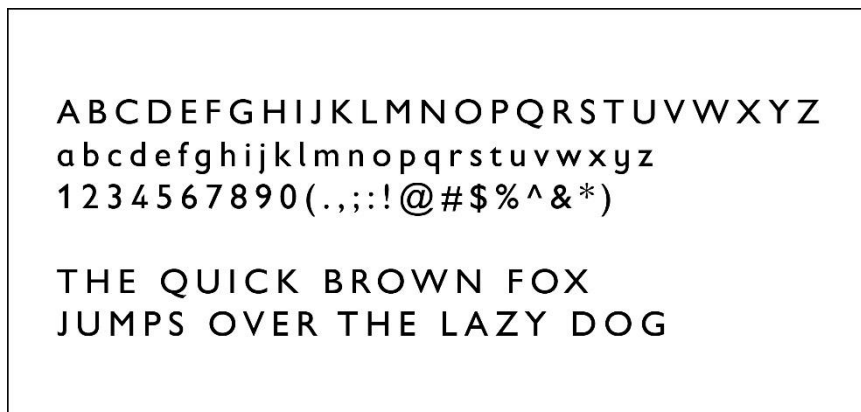 ABCDEFGHIJKLMNOPQRSTUVWXYZ
abcdefghijklmnopqrstuvwxyz
1234567890(.,;:!@#$%^&*)
THE QUICK BROWN FOX
JUMPS OVER THE LAZY DOG